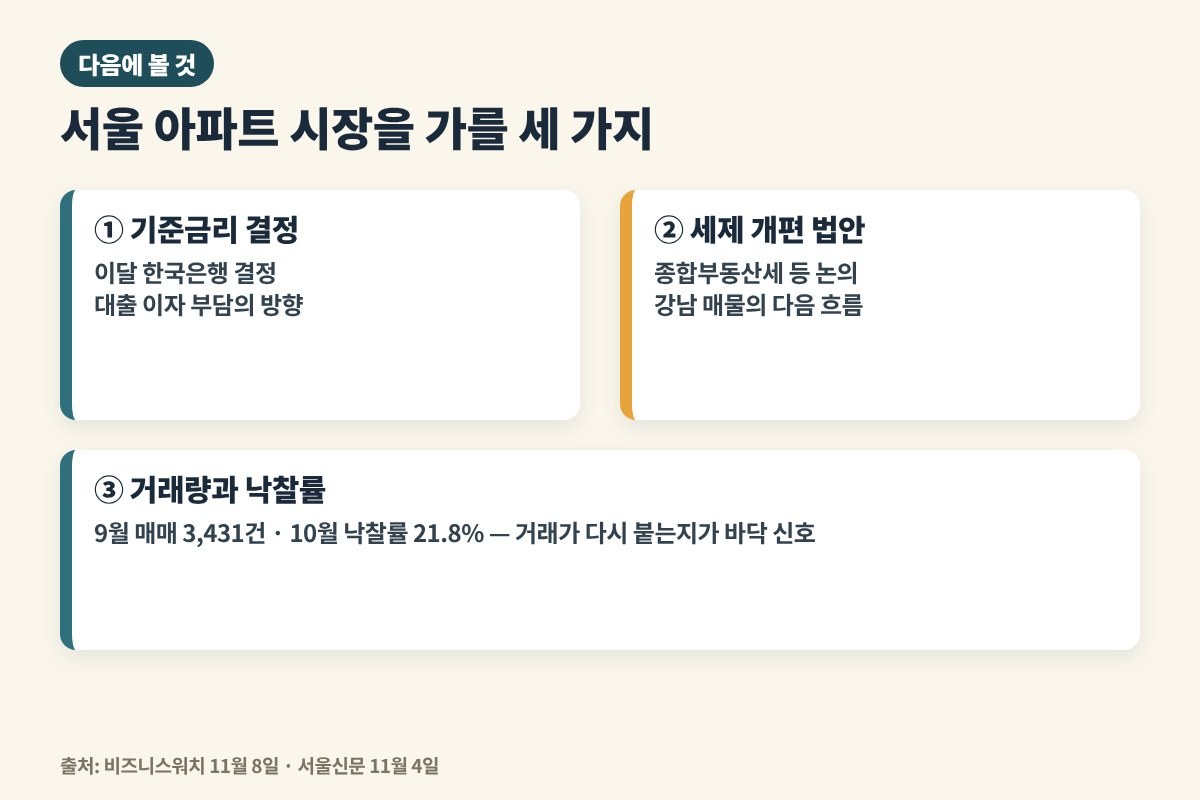 다음에 볼 것
서울 아파트 시장을 가를 세 가지
① 기준금리 결정
이달 한국은행 결정
대출 이자 부담의 방향
② 세제 개편 법안
종합부동산세 등 논의
강남 매물의 다음 흐름
③ 거래량과 낙찰률
9월 매매 3,431건 · 10월 낙찰률 21.8% — 거래가 다시 붙는지가 바닥 신호
출처: 비즈니스워치 11월 8일 · 서울신문 11월 4일